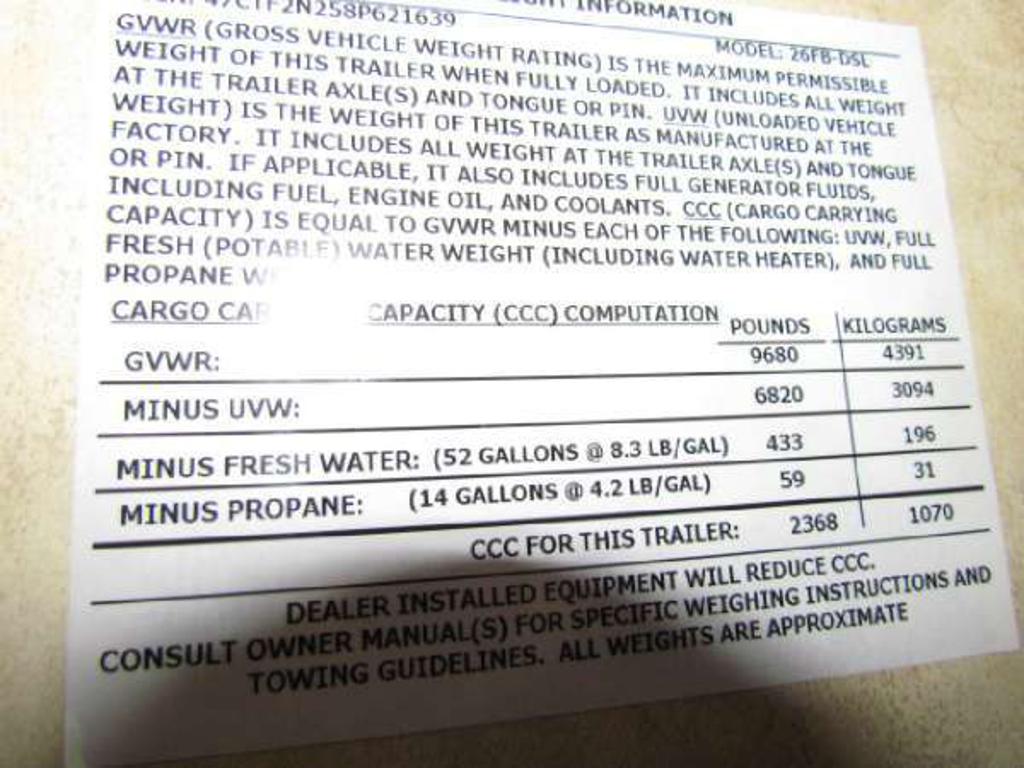 INFORMATION
47CTF2N258P621639
MODEL: 26FB-DSL
GVWR (GROSS VEHICLE WEIGHT RATING) IS THE MAXIMUM PERMISSIBLE
WEIGHT OF THIS TRAILER WHEN FULLY LOADED. IT INCLUDES ALL WEIGHT
AT THE TRAILER AXLE(S) AND TONGUE OR PIN. UVW (UNLOADED VEHICLE
WEIGHT) IS THE WEIGHT OF THIS TRAILER AS MANUFACTURED AT THE
FACTORY. IT INCLUDES ALL WEIGHT AT THE TRAILER AXLE(S) AND TONGUE
OR PIN. IF APPLICABLE, IT ALSO INCLUDES FULL GENERATOR FLUIDS,
INCLUDING FUEL, ENGINE OIL, AND COOLANTS. CCC (CARGO CARRYING
CAPACITY) IS EQUAL TO GVWR MINUS EACH OF THE FOLLOWING: UVW, FULL
FRESH (POTABLE) WATER WEIGHT (INCLUDING WATER HEATER), AND FULL
PROPANE
CARGO CAPACITY (CCC) COMPUTATION
POUNDS KILOGRAMS
GVWR: 9680 4391
MINUS UVW: 6820 3094
MINUS FRESH WATER: (52 GALLONS @ 8.3 LB/GAL) 433 196
MINUS PROPANE: (14 GALLONS @ 4.2 LB/GAL) 59 31
CCC FOR THIS TRAILER: 2368 1070
DEALER INSTALLED EQUIPMENT WILL REDUCE CCC.
CONSULT OWNER MANUAL(S) FOR SPECIFIC WEIGHING INSTRUCTIONS AND
TOWING GUIDELINES. ALL WEIGHTS ARE APPROXIMATE